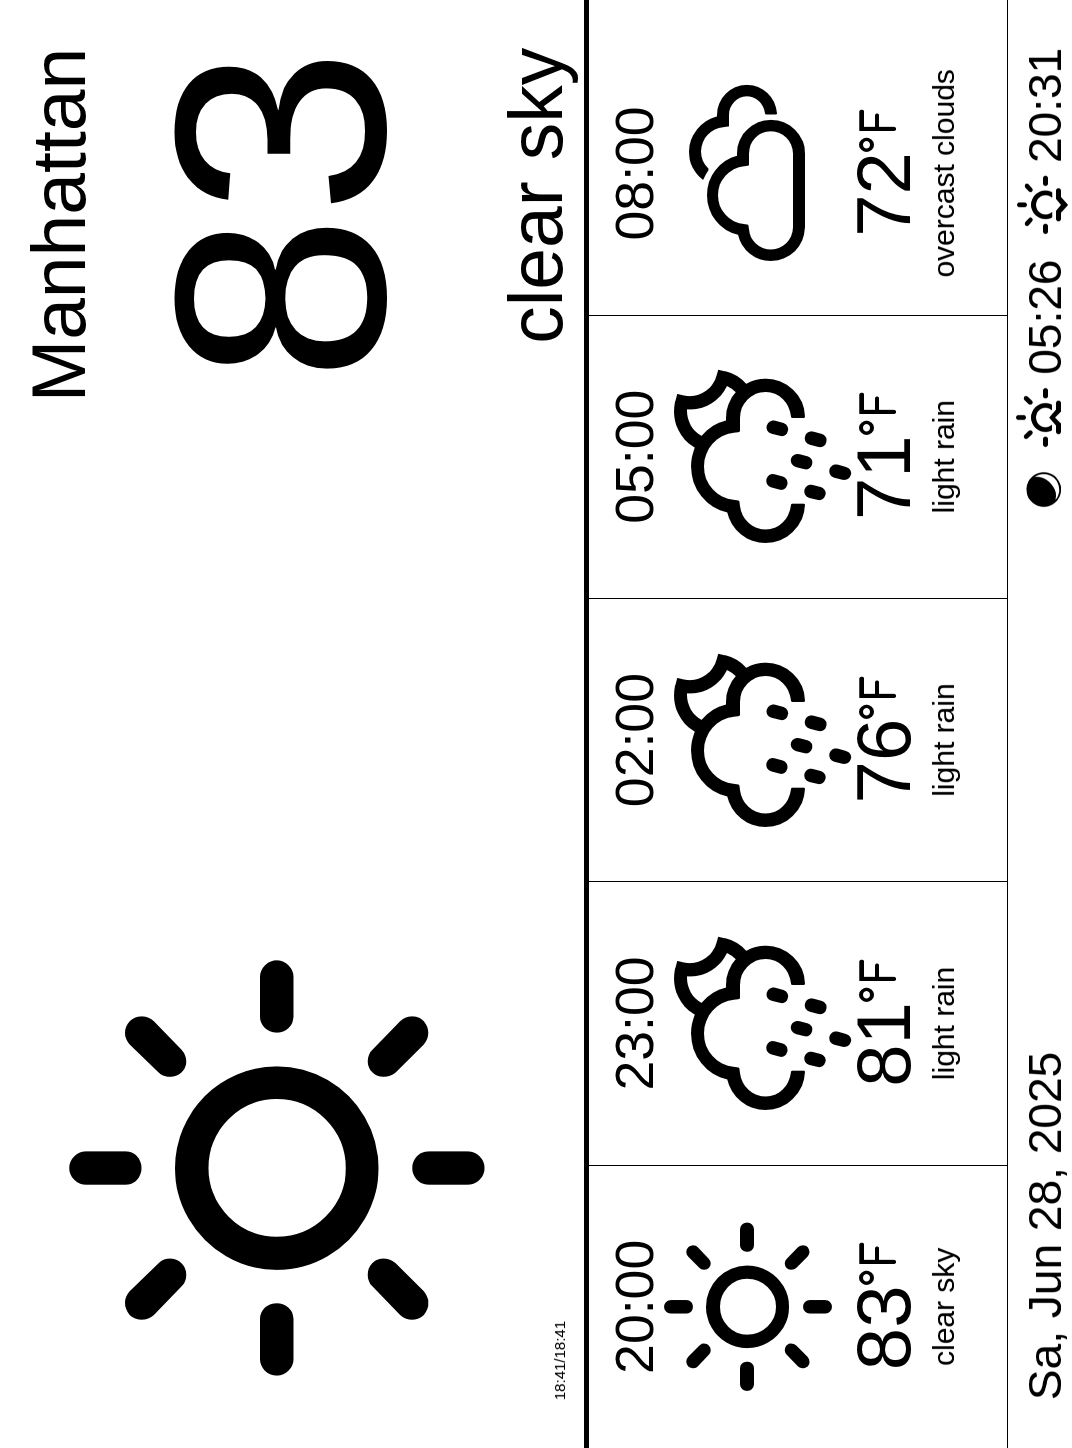 Manhattan
83
clear sky
18:41/18:41
20:00
83°F
clear sky
23:00
81°F
light rain
02:00
76°F
light rain
05:00
71°F
light rain
08:00
72°F
overcast clouds
Sa, Jun 28, 2025
05:26
20:31